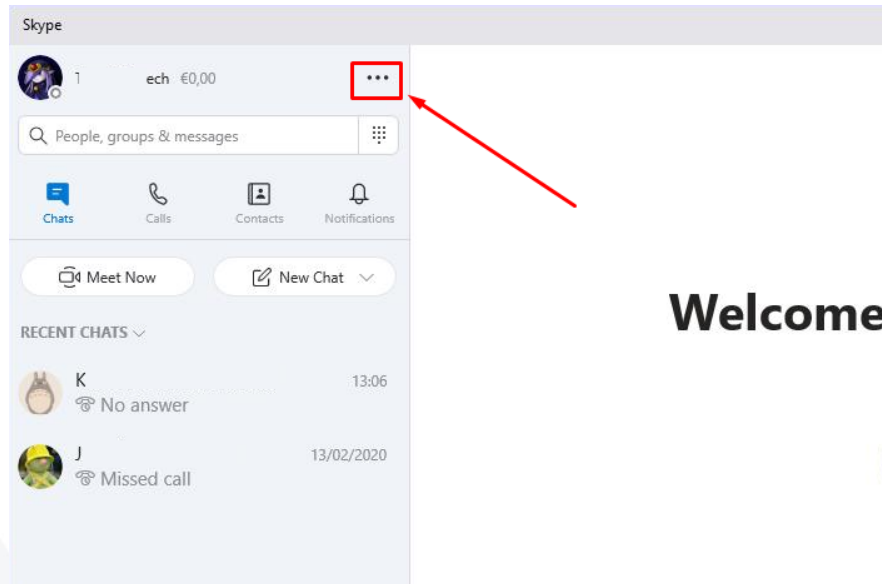 Skype
ech €0,00
People, groups & messages
Chats Calls Contacts Notifications
Meet Now New Chat
RECENT CHATS
K 13:06
No answer
J 13/02/2020
Missed call
Welcome